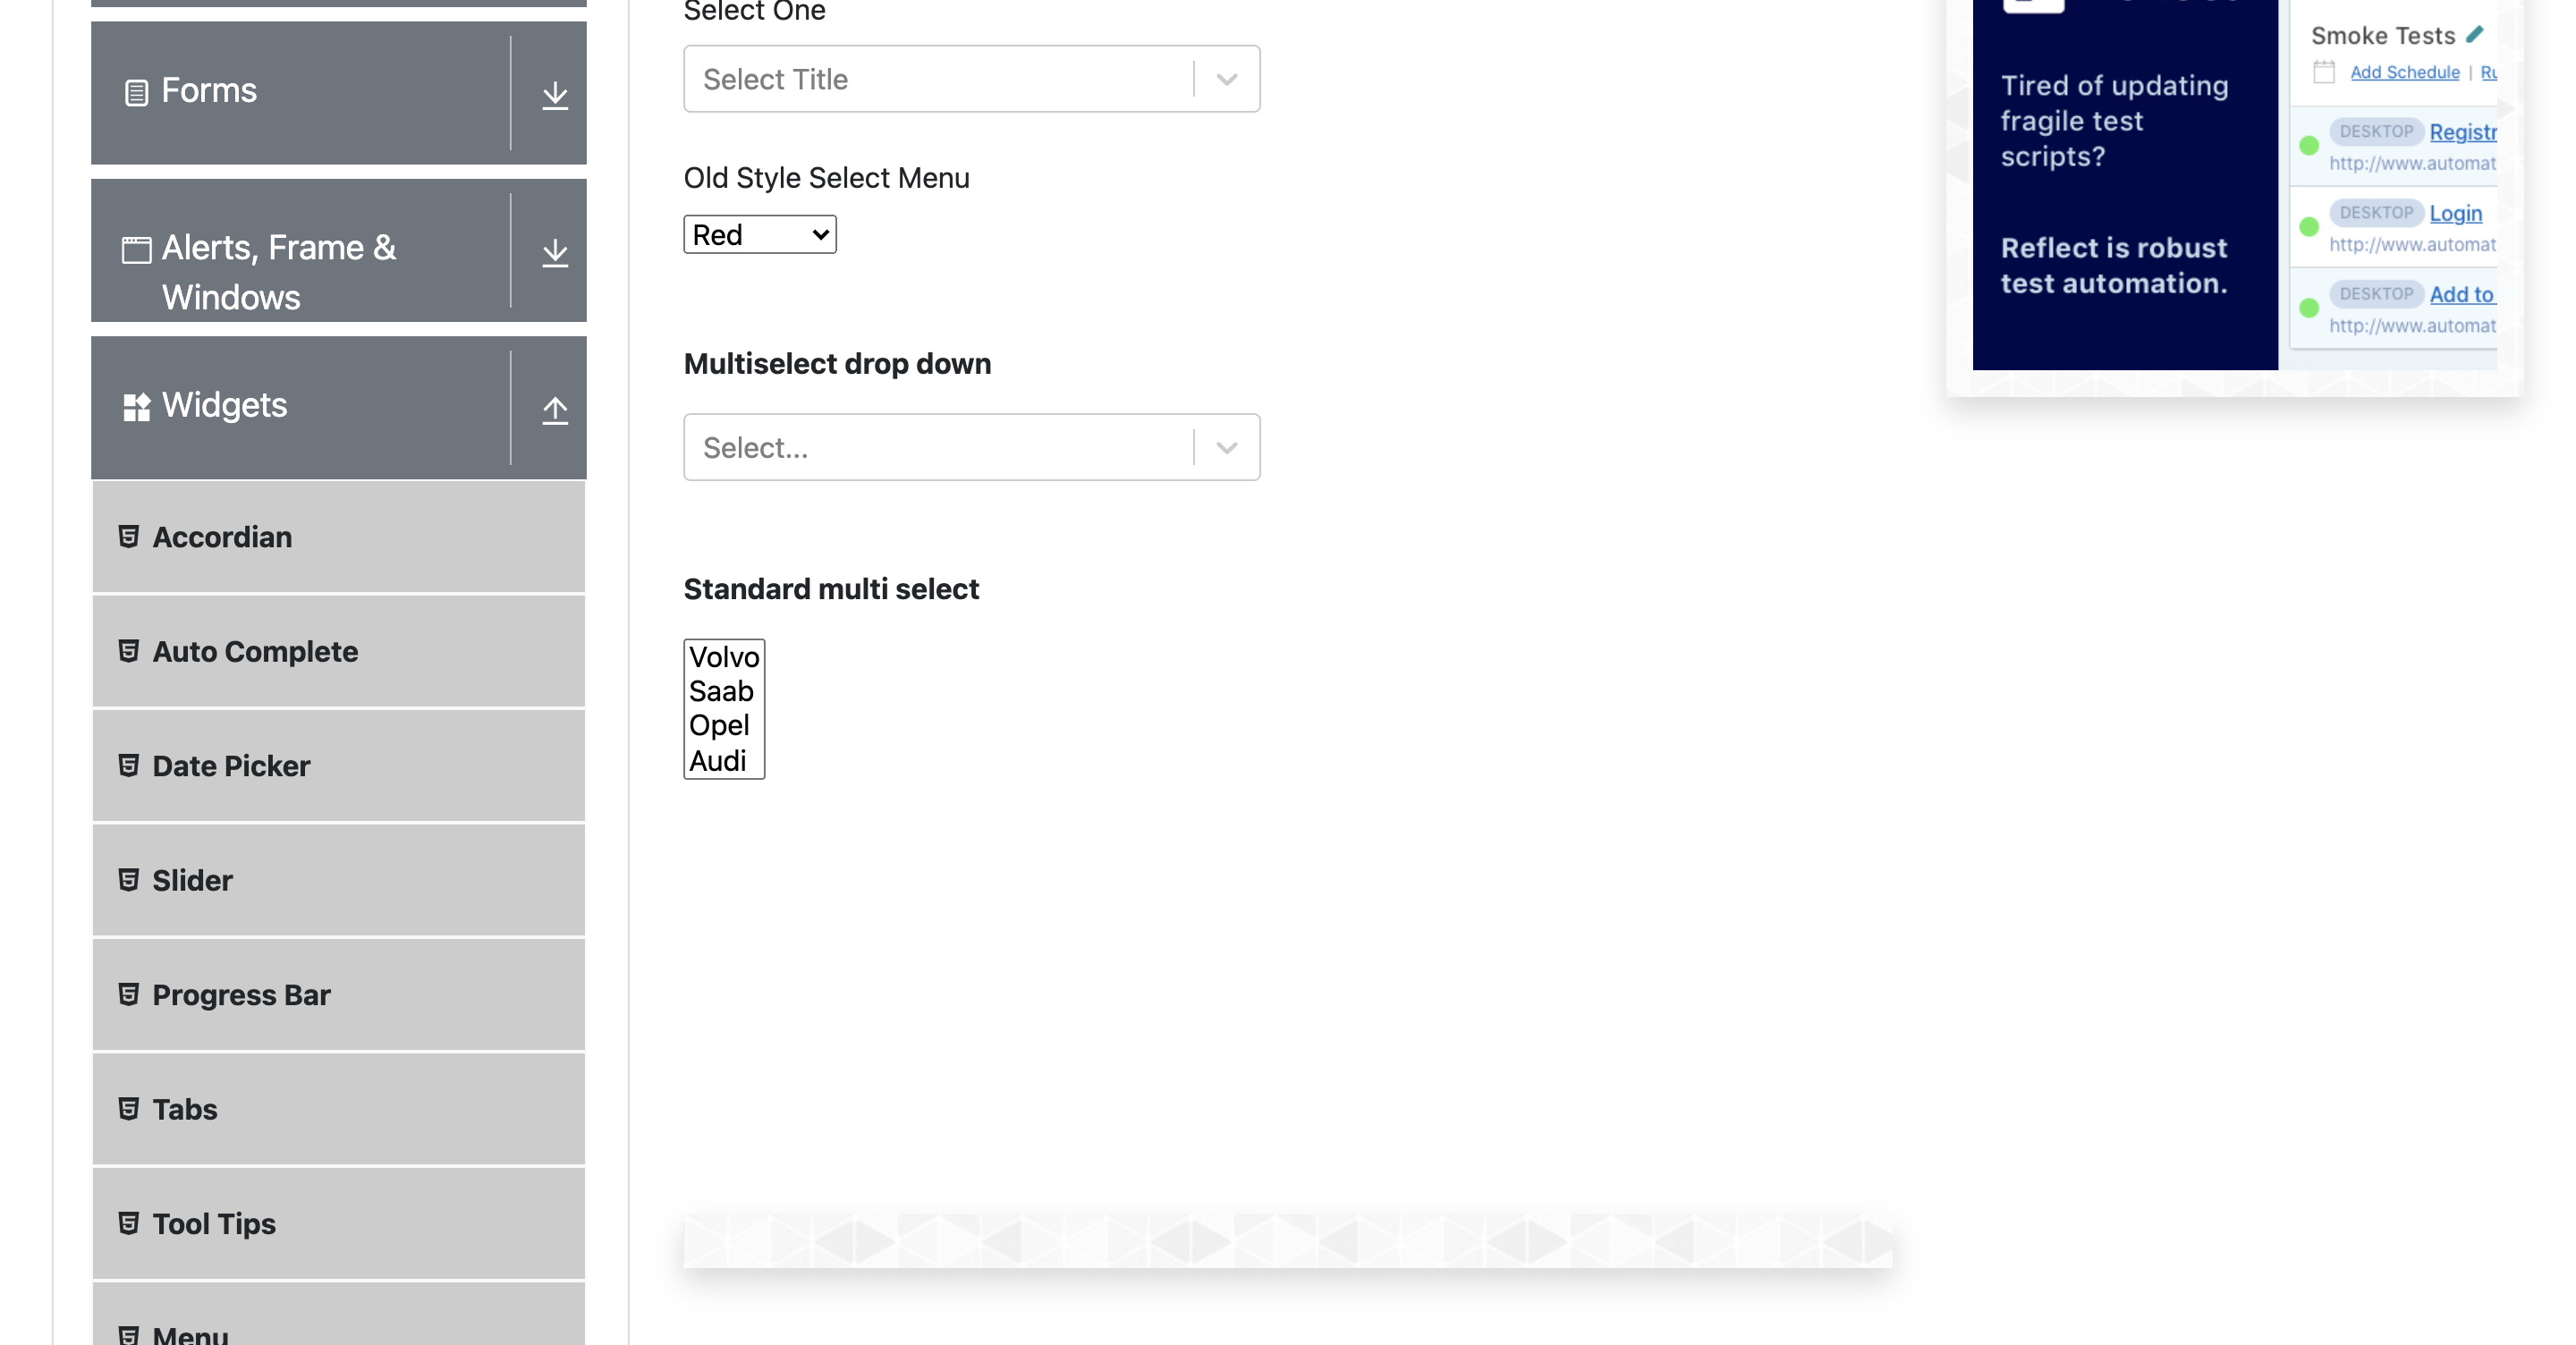 Forms
Alerts, Frame &
Windows
Widgets
Accordian
Auto Complete
Date Picker
Slider
Progress Bar
Tabs
Tool Tips
Menu
Select One
Select Title
Old Style Select Menu
Red
Multiselect drop down
Select...
Standard multi select
Volvo
Saab
Opel
Audi
Tired of updating
fragile test
scripts?
Reflect is robust
test automation.
Smoke Tests
Add Schedule | Ru
DESKTOP Registr
http://www.automat
DESKTOP Login
http://www.automat
DESKTOP Add to
http://www.automat